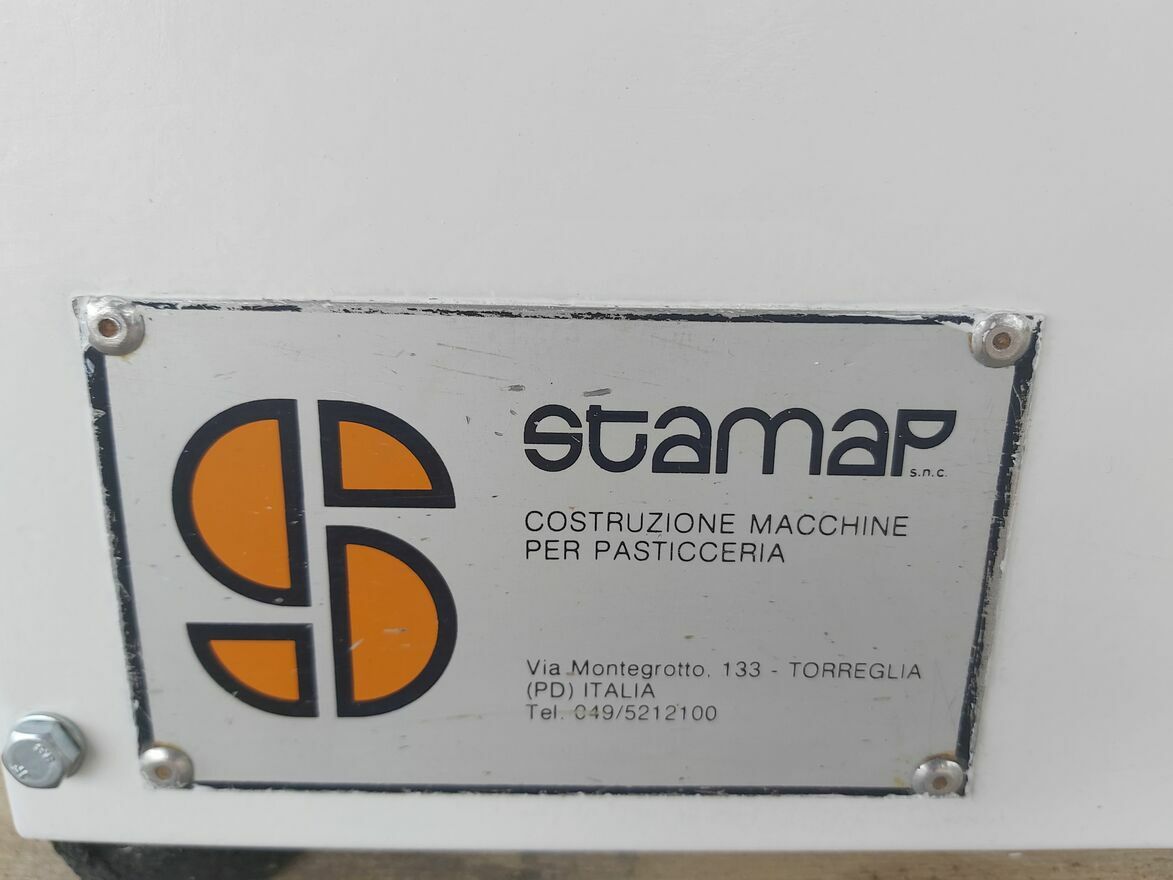 stamap
s.n.c.
COSTRUZIONE MACCHINE
PER PASTICCERIA
Via Montegrotto, 133 - TORREGLIA
(PD) ITALIA
Tel. 049/5212100